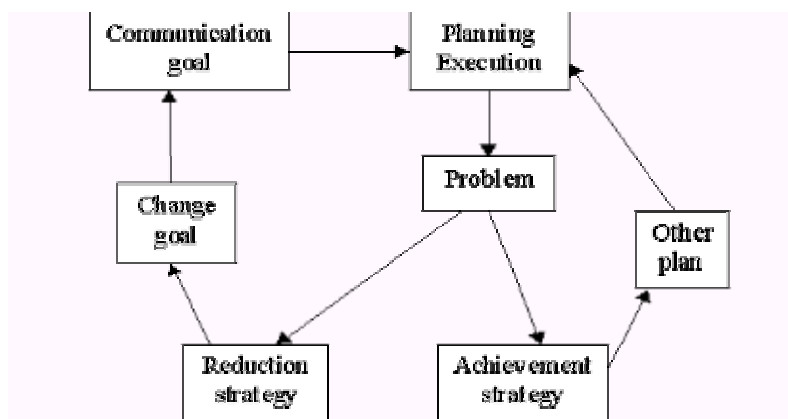 Communication
goal
Planning
Execution
Problem
Change
goal
Other
plan
Reduction
strategy
Achievement
strategy